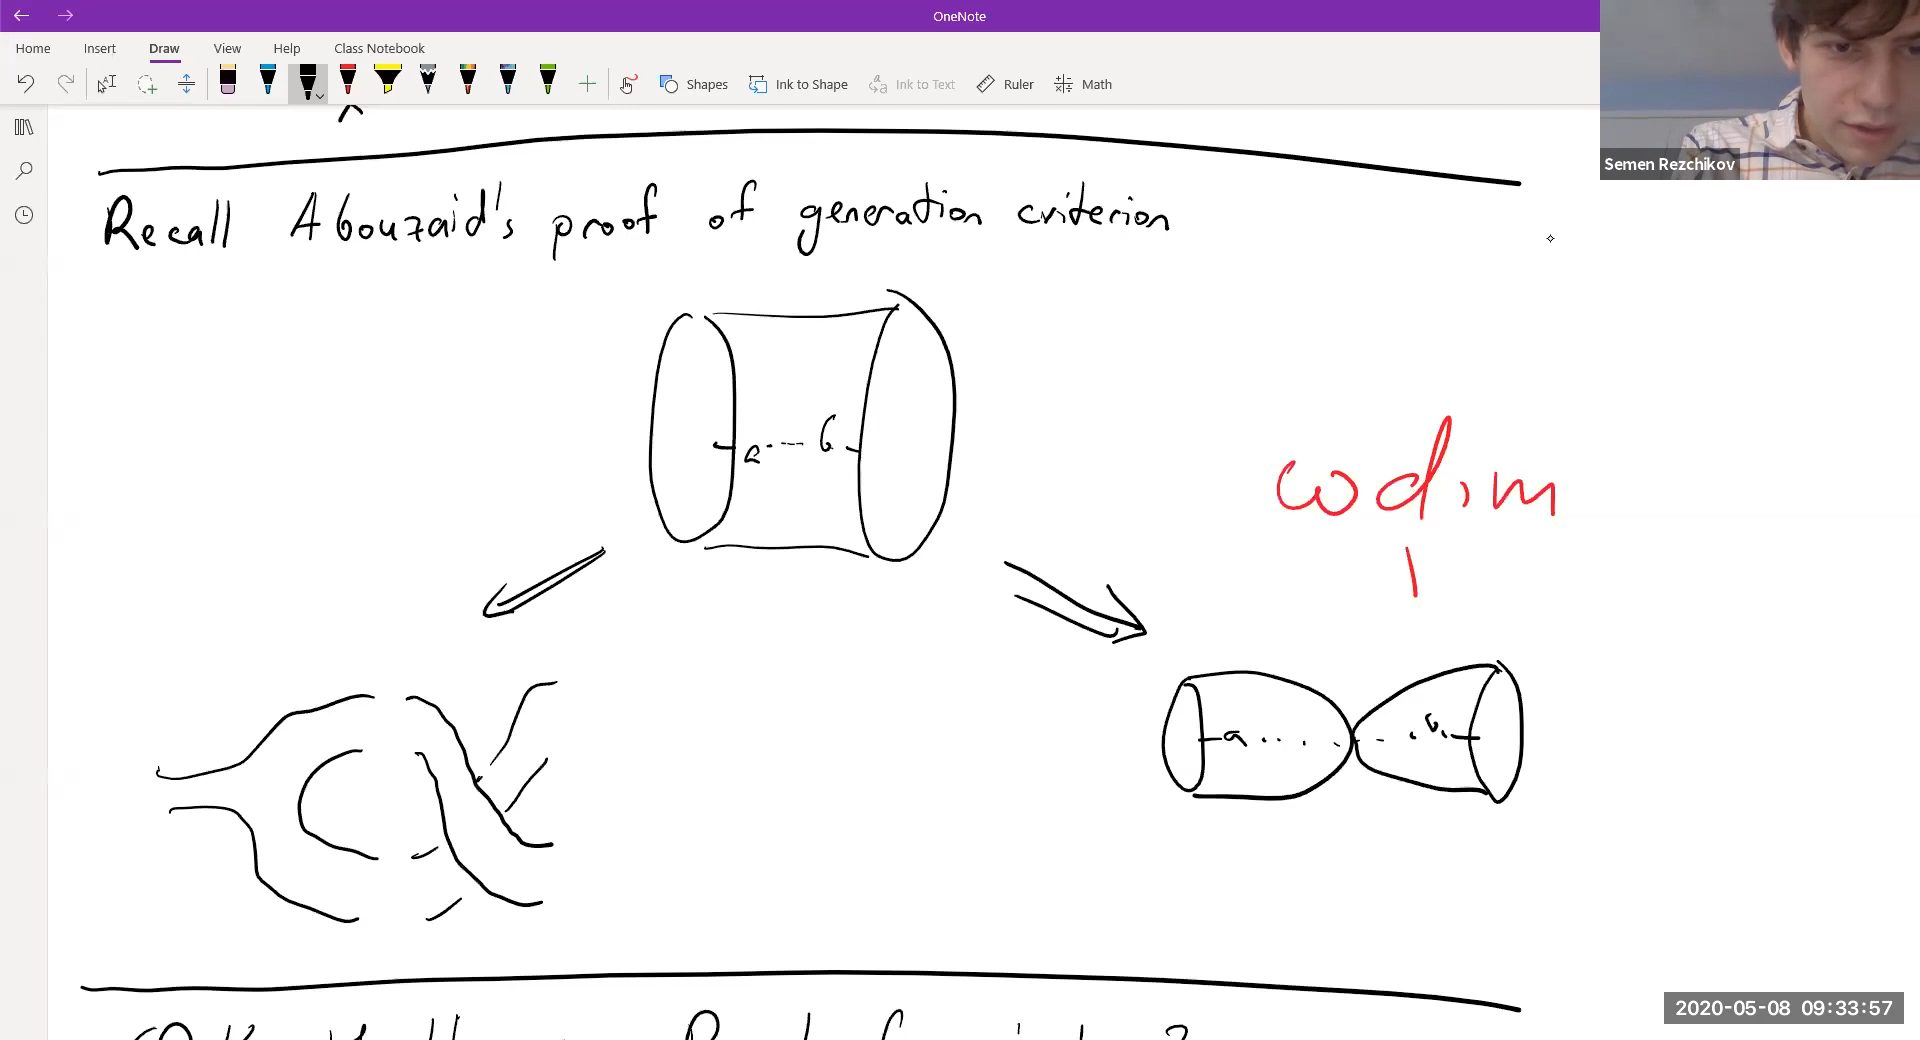 OneNote
Home Insert Draw View Help Class Notebook
Shapes Ink to Shape Ink to Text Ruler Math
Semen Rezchikov
Recall Abouzaid's proof of generation criterion
a b
codim
1
a b
2020-05-08 09:33:57